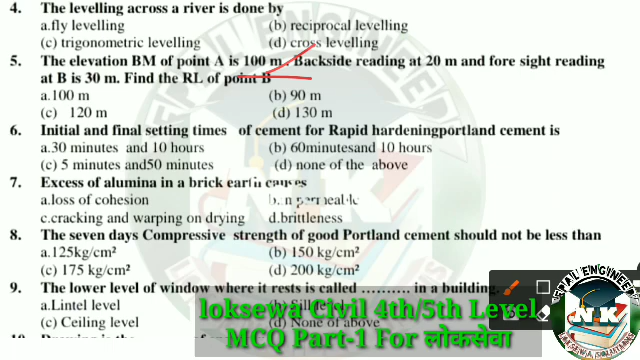 4. The levelling across a river is done by
a.fly levelling (b) reciprocal levelling
(c) trigonometric levelling (d) cross levelling
5. The elevation BM of point A is 100 m . Backside reading at 20 m and fore sight reading
at B is 30 m. Find the RL of point B
a.100 m (b) 90 m
(c) 120 m (d) 130 m
6. Initial and final setting times of cement for Rapid hardeningportland cement is
a.30 minutes and 10 hours (b) 60minutesand 10 hours
(c) 5 minutes and50 minutes (d) none of the above
7. Excess of alumina in a brick earth causes
a.loss of cohesion
c.cracking and warping on drying d.brittleness
8. The seven days Compressive strength of good Portland cement should not be less than
a.125kg/cm² (b) 150 kg/cm²
(c) 175 kg/cm² (d) 200 kg/cm²
9. The lower level of window where it rests is called .......... in a building.
a.Lintel level
(c) Ceiling level (d) None of above
loksewa Civil 4th/5th Level
MCQ Part-1 For लोकसेवा
NK